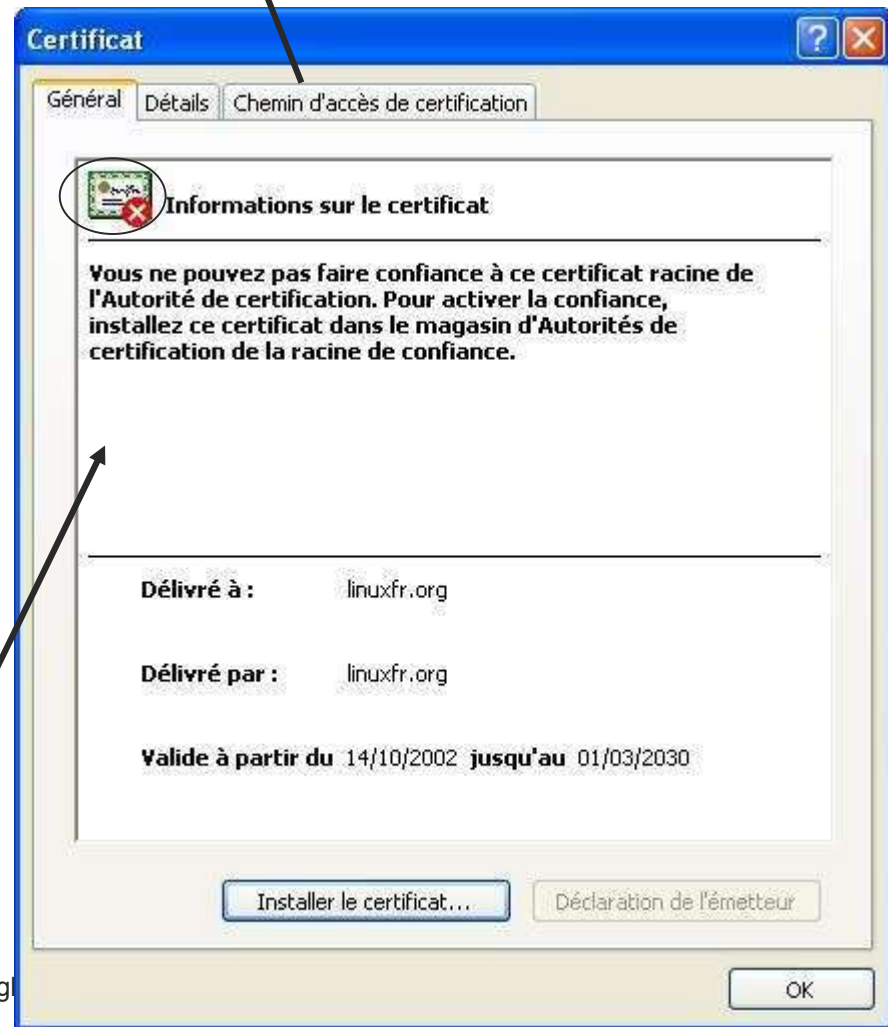 Certificat
Général Détails Chemin d'accès de certification
Informations sur le certificat
Vous ne pouvez pas faire confiance à ce certificat racine de
l'Autorité de certification. Pour activer la confiance,
installez ce certificat dans le magasin d'Autorités de
certification de la racine de confiance.
Délivré à : linuxfr.org
Délivré par : linuxfr.org
Valide à partir du 14/10/2002 jusqu'au 01/03/2030
Installer le certificat... Déclaration de l'émetteur
OK